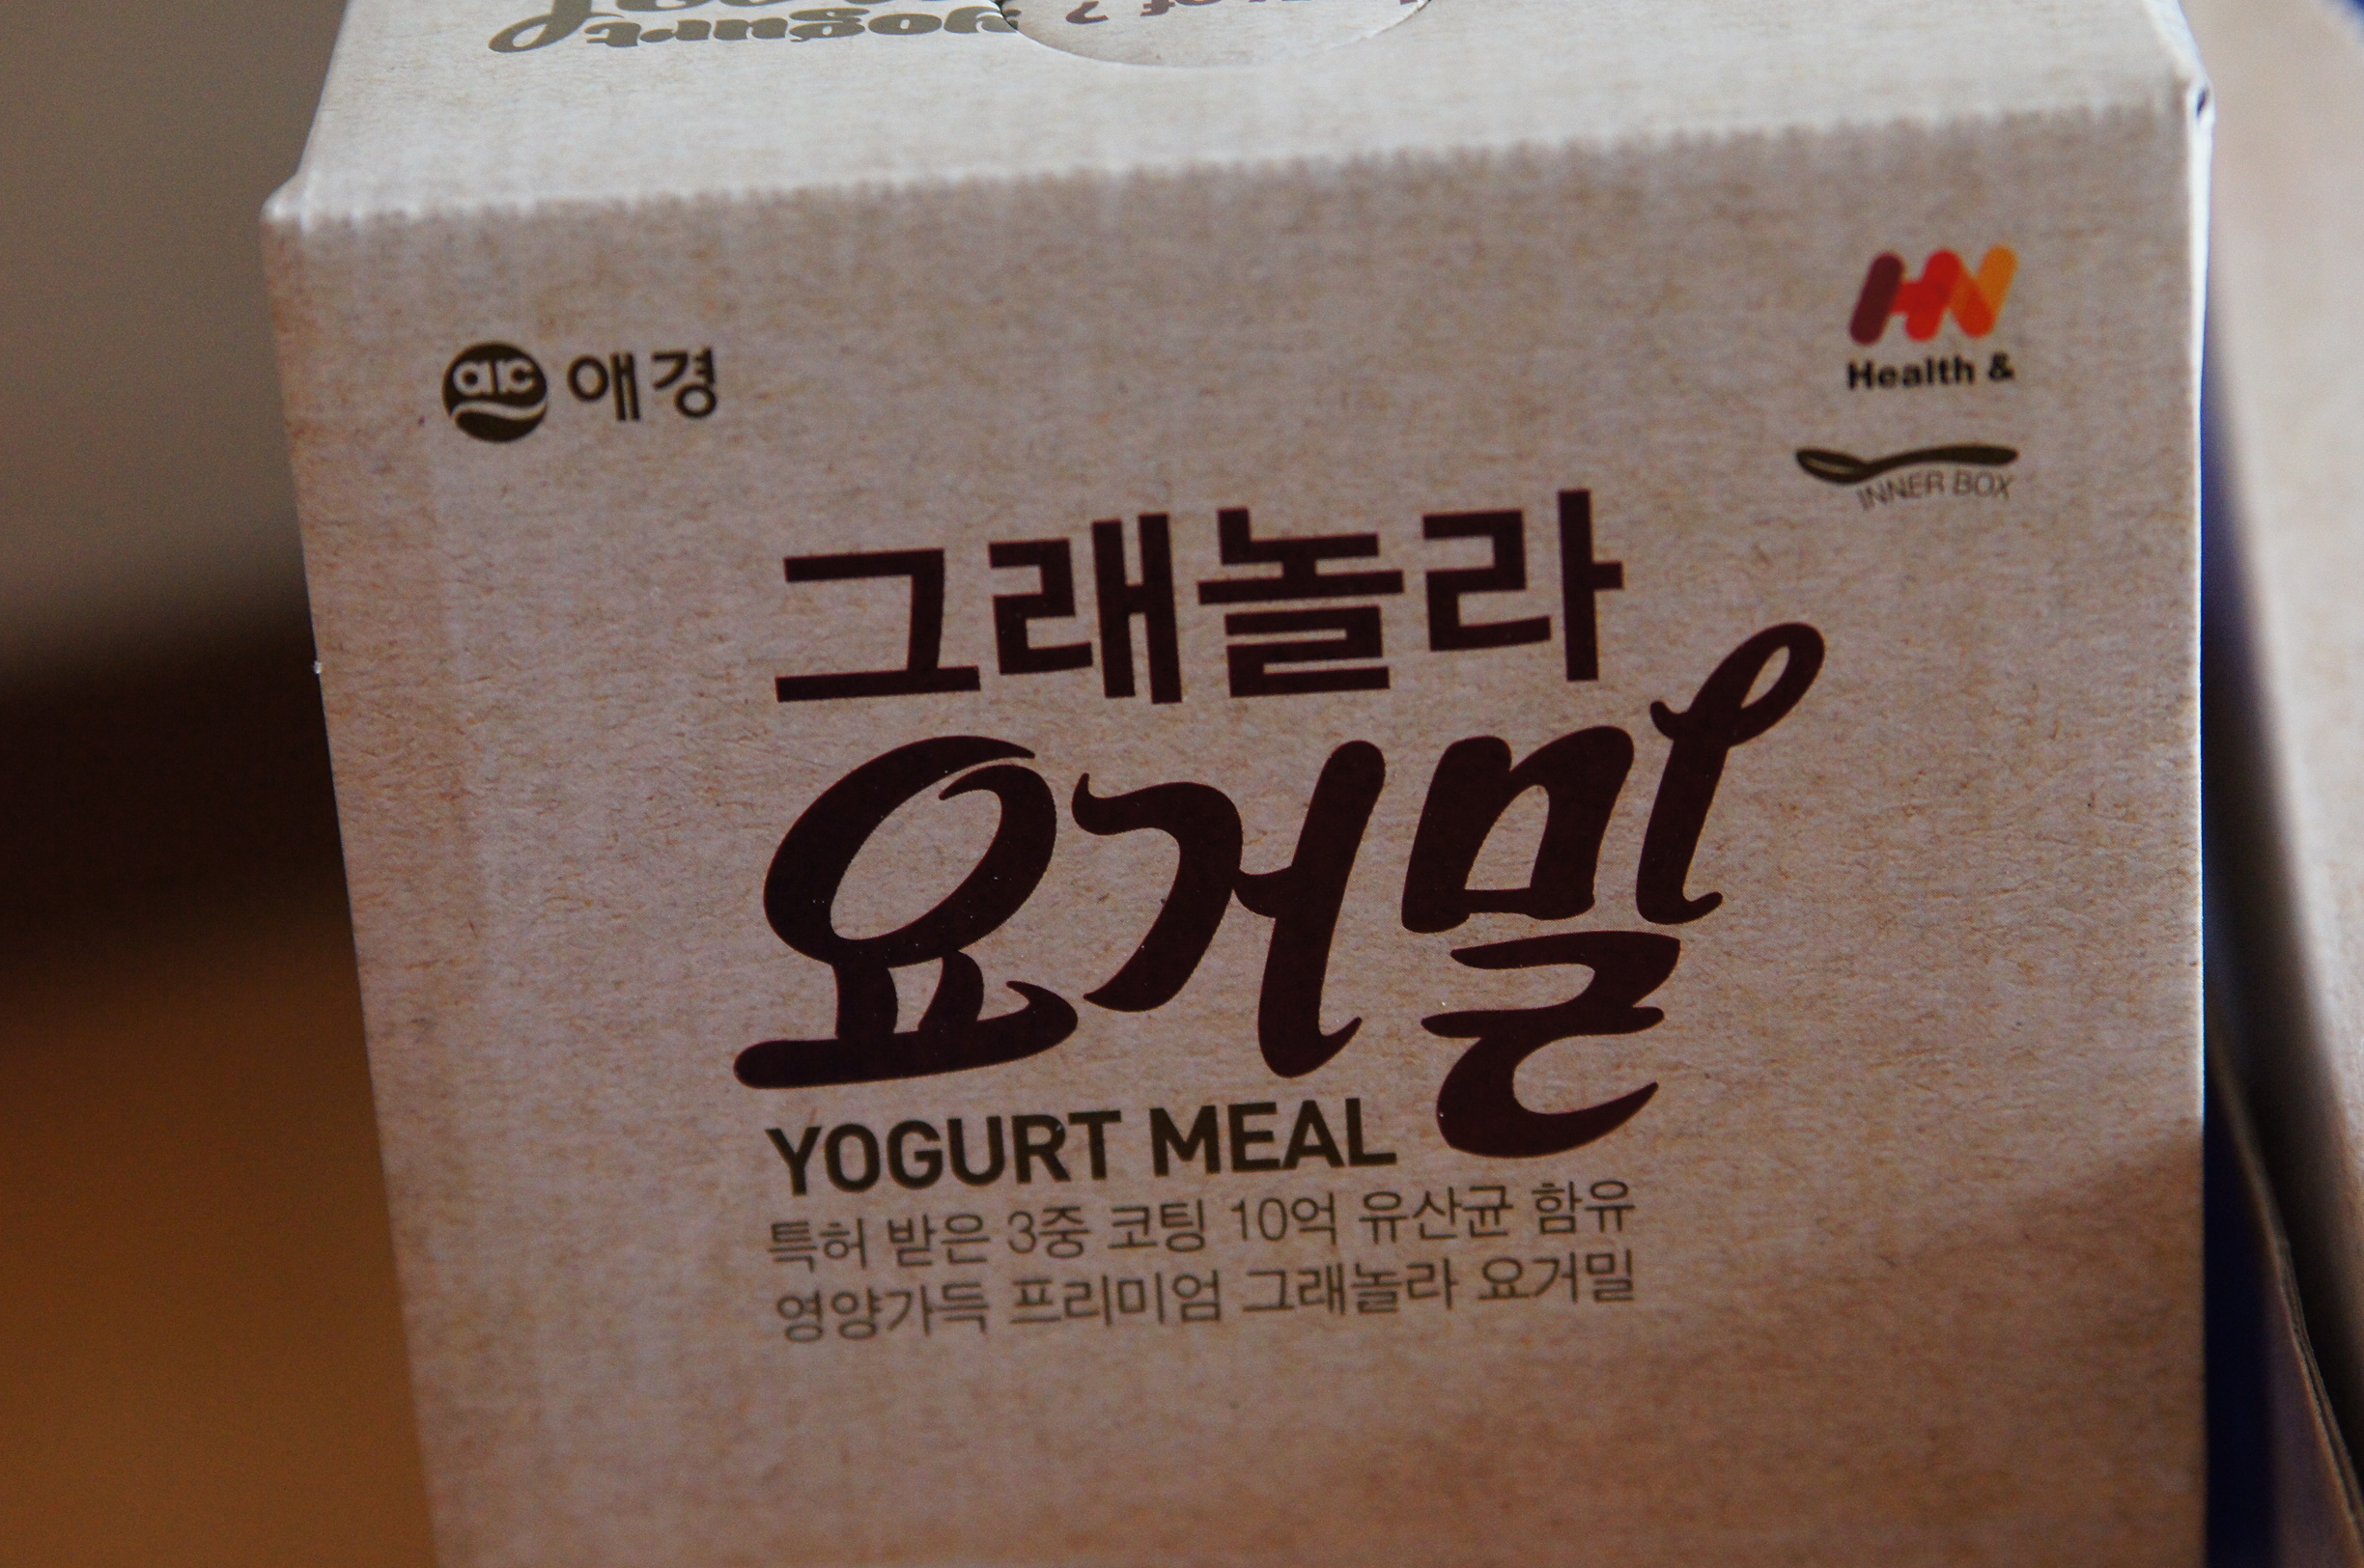 yogurt
애경
Health &
INNER BOX
그래놀라
요거밀
YOGURT MEAL
특허 받은 3중 코팅 10억 유산균 함유
영양가득 프리미엄 그래놀라 요거밀